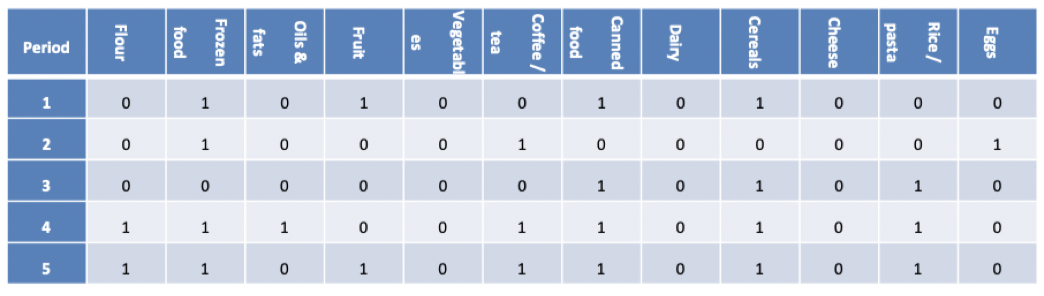 Period Flour Frozen food Oils & fats Fruit Vegetabl es Coffee / tea Canned food Dairy Cereals Cheese Rice / pasta Eggs
1 0 1 0 1 0 0 1 0 1 0 0 0
2 0 1 0 0 0 1 0 0 0 0 0 1
3 0 0 0 0 0 0 1 0 1 0 1 0
4 1 1 1 0 0 1 1 0 1 0 1 0
5 1 1 0 1 0 1 1 0 1 0 1 0